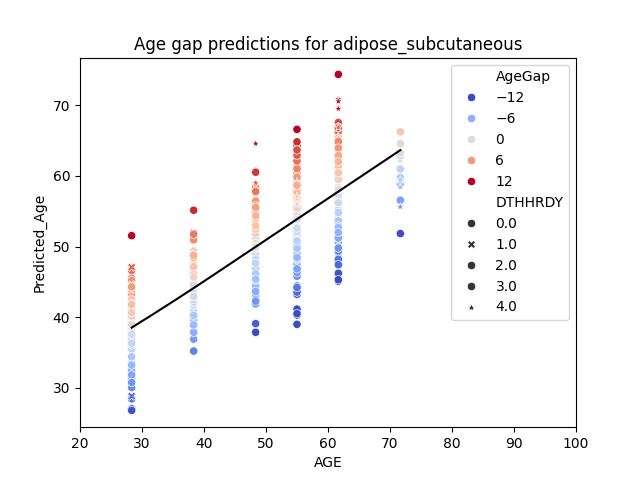 Age gap predictions for adipose_subcutaneous
Predicted_Age
70
60
50
40
30
20 30 40 50 60 70 80 90 100
AGE
AgeGap
−12
−6
0
6
12
DTHHRDY
0.0
1.0
2.0
3.0
4.0